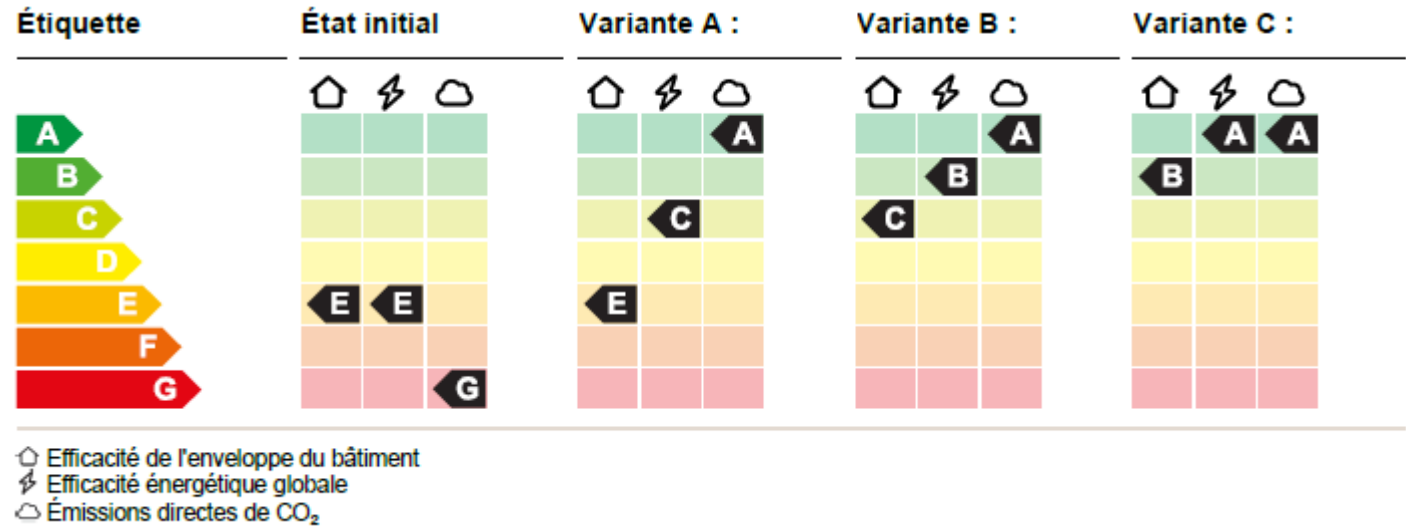 Étiquette État initial Variante A : Variante B : Variante C :
A A A A A
B B B
C C C
D
E E E E
F
G G
Efficacité de l'enveloppe du bâtiment
Efficacité énergétique globale
Émissions directes de CO₂